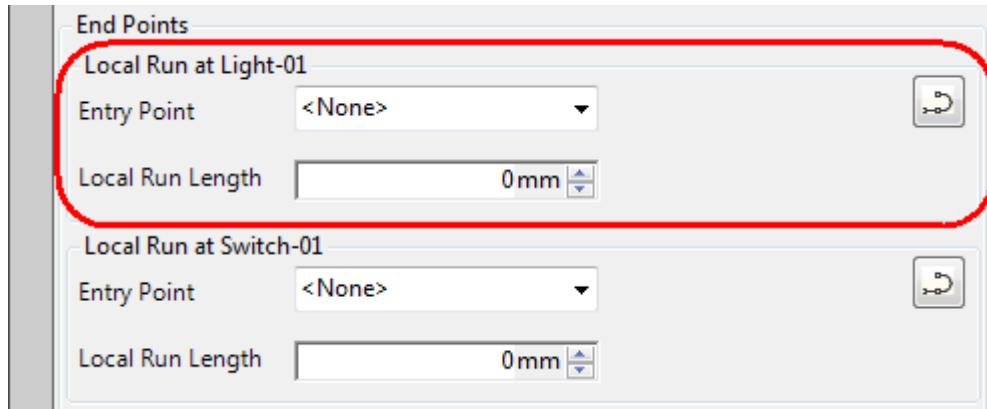 End Points
Local Run at Light-01
Entry Point <None>
Local Run Length 0mm
Local Run at Switch-01
Entry Point <None>
Local Run Length 0mm